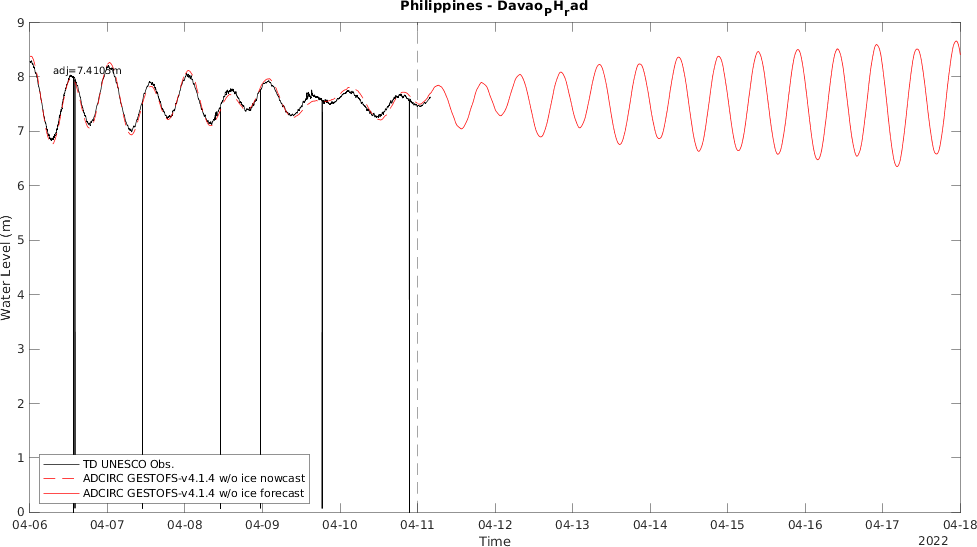 Philippines - DavaoPHrad
9
8
7
6
5
4
3
2
1
0
Water Level (m)
adj=7.4105m
TD UNESCO Obs.
ADCIRC GESTOFS-v4.1.4 w/o ice nowcast
ADCIRC GESTOFS-v4.1.4 w/o ice forecast
04-06 04-07 04-08 04-09 04-10 04-11 04-12 04-13 04-14 04-15 04-16 04-17 04-18
Time
2022